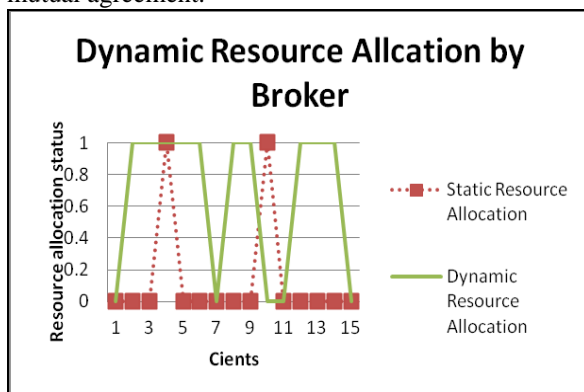 mutual agreement.
Dynamic Resource Allcation by
Broker
Resource allocation status
1
0.8
0.6
0.4
0.2
0
1 3 5 7 9 11 13 15
Cients
Static Resource
Allocation
Dynamic
Resource
Allocation